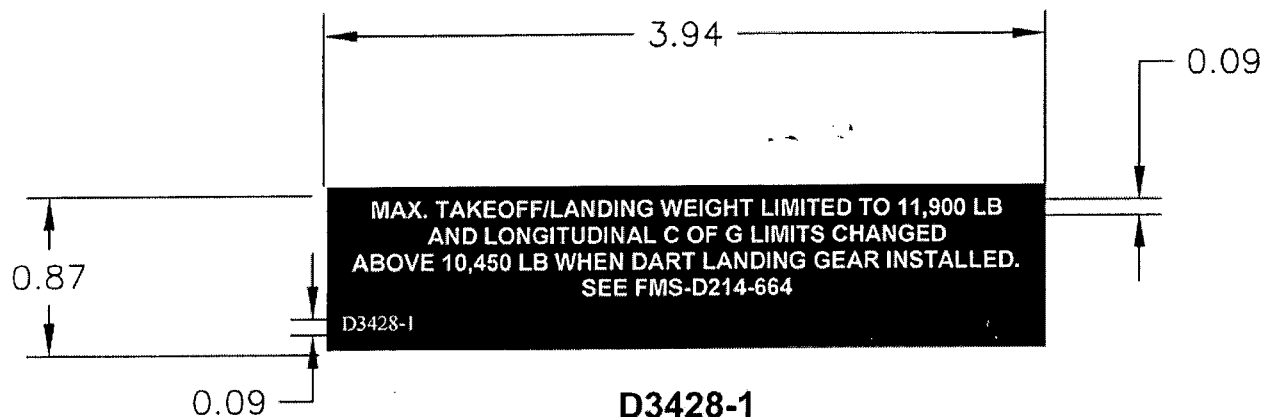 3.94
0.09
MAX. TAKEOFF/LANDING WEIGHT LIMITED TO 11,900 LB
AND LONGITUDINAL C OF G LIMITS CHANGED
ABOVE 10,450 LB WHEN DART LANDING GEAR INSTALLED.
SEE FMS-D214-664
0.87
D3428-1
0.09
D3428-1